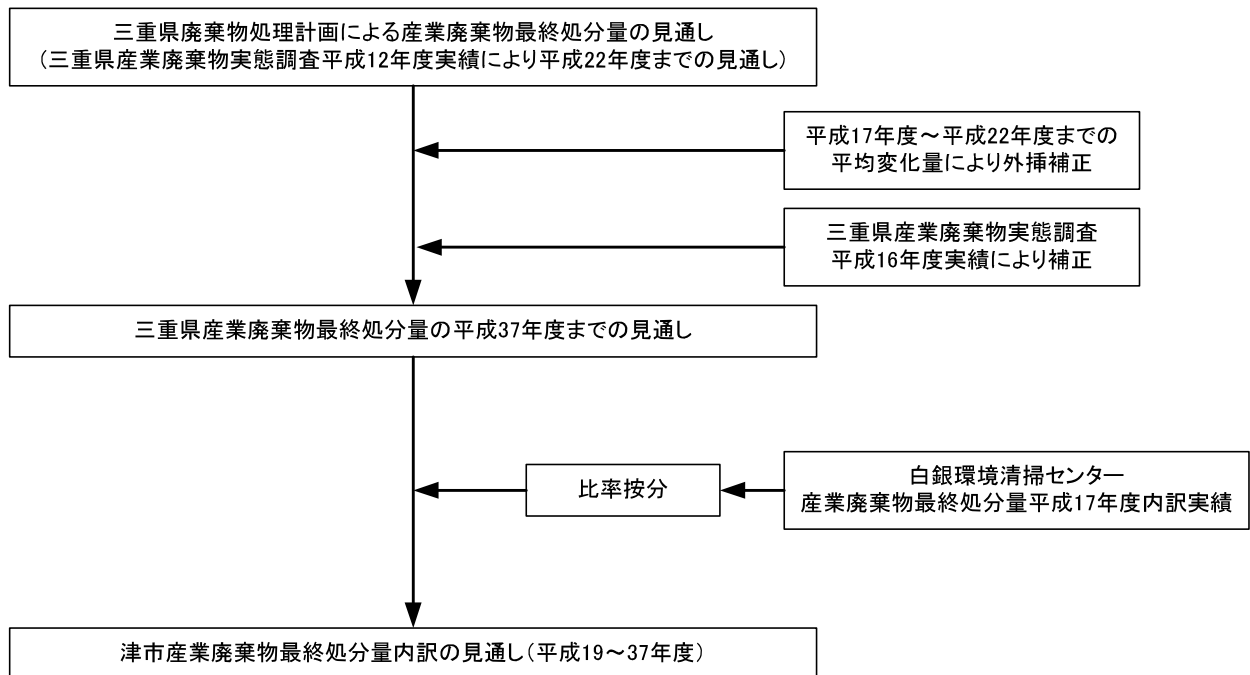 三重県廃棄物処理計画による産業廃棄物最終処分量の見通し
（三重県産業廃棄物実態調査平成12年度実績により平成22年度までの見通し）
平成17年度～平成22年度までの
平均変化量により外挿補正
三重県産業廃棄物実態調査
平成16年度実績により補正
三重県産業廃棄物最終処分量の平成37年度までの見通し
比率按分
白銀環境清掃センター
産業廃棄物最終処分量平成17年度内訳実績
津市産業廃棄物最終処分量内訳の見通し（平成19～37年度）